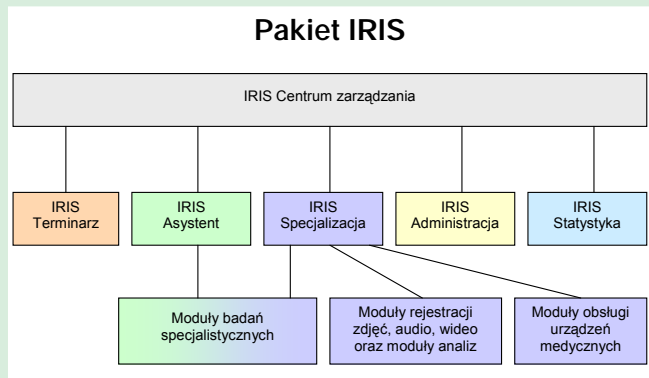 Pakiet IRIS
IRIS Centrum zarządzania
IRIS
Terminarz
IRIS
Asystent
IRIS
Specjalizacja
IRIS
Administracja
IRIS
Statystyka
Moduły badań
specjalistycznych
Moduły rejestracji
zdjęć, audio, wideo
oraz moduły analiz
Moduły obsługi
urządzeń
medycznych